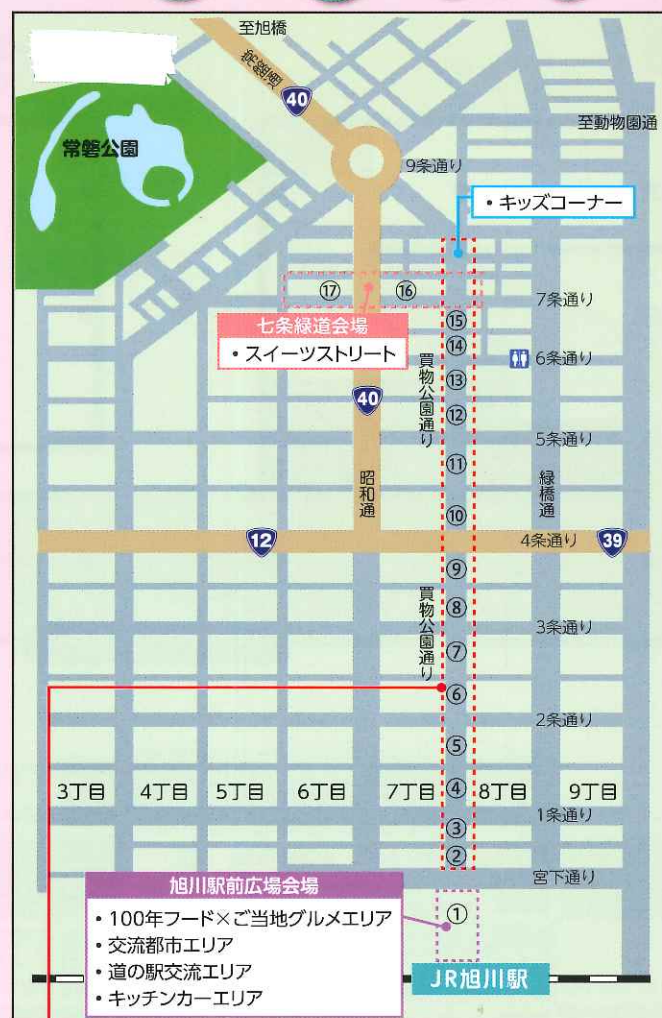 至旭橋
常盤通
40
至動物園通
常磐公園
9条通り
・キッズコーナー
⑰
⑯
7条通り
七条緑道会場
・スイーツストリート
⑮
⑭
6条通り
買物公園通り
⑬
40
⑫
5条通り
⑪
昭和通
緑橋通
⑩
12
4条通り
39
⑨
買物公園通り
⑧
3条通り
⑦
⑥
2条通り
⑤
3丁目
4丁目
5丁目
6丁目
7丁目
④
8丁目
9丁目
1条通り
③
②
旭川駅前広場会場
宮下通り
・100年フード×ご当地グルメエリア
・交流都市エリア
・道の駅交流エリア
・キッチンカーエリア
①
JR旭川駅